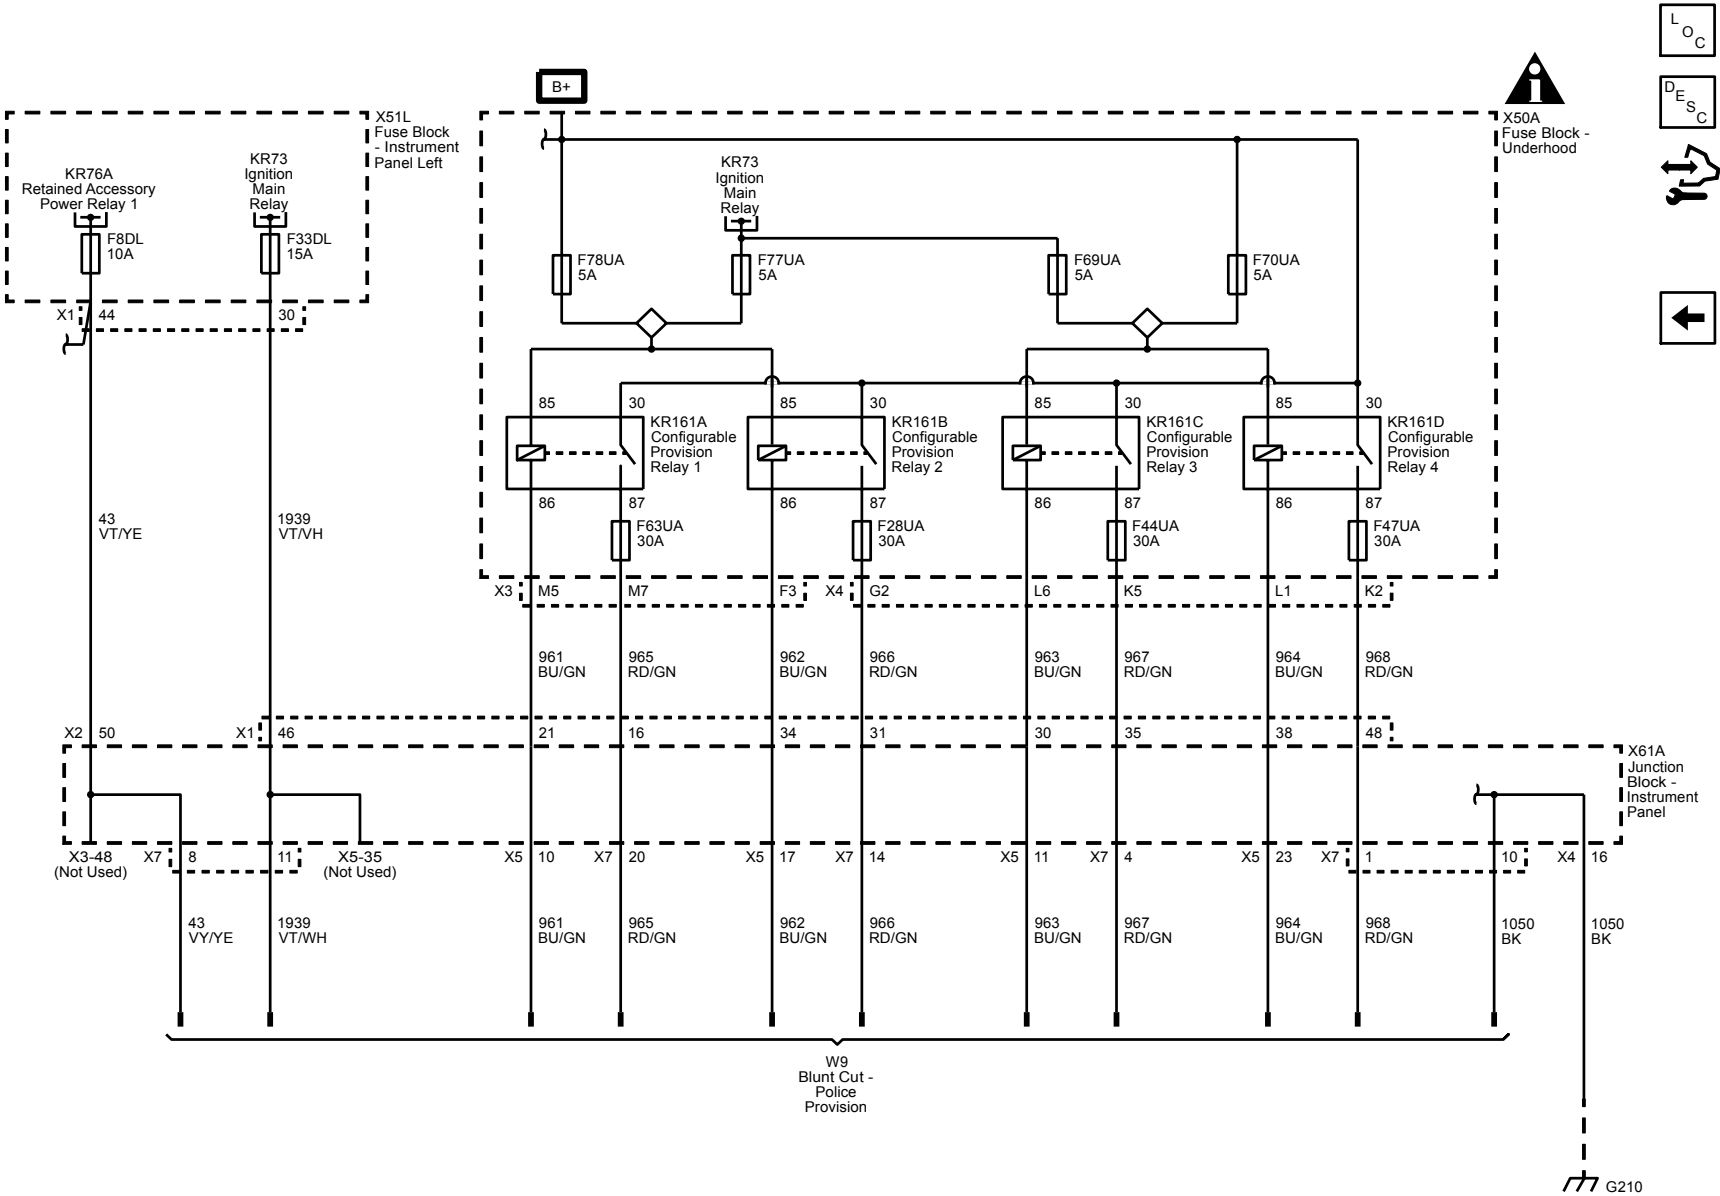 L
O
C
D
E
S
C
B+
X51L
Fuse Block
- Instrument
Panel Left
X50A
Fuse Block -
Underhood
KR76A
Retained Accessory
Power Relay 1
KR73
Ignition
Main
Relay
KR73
Ignition
Main
Relay
F8DL
10A
F33DL
15A
F78UA
5A
F77UA
5A
F69UA
5A
F70UA
5A
X1 44 30
85 30 85 30 85 30 85 30
KR161A
Configurable
Provision
Relay 1
KR161B
Configurable
Provision
Relay 2
KR161C
Configurable
Provision
Relay 3
KR161D
Configurable
Provision
Relay 4
86 87 86 87 86 87 86 87
43
VT/YE
1939
VT/VH
F63UA
30A
F28UA
30A
F44UA
30A
F47UA
30A
X3 M5 M7 F3 X4 G2 L6 K5 L1 K2
961
BU/GN
965
RD/GN
962
BU/GN
966
RD/GN
963
BU/GN
967
RD/GN
964
BU/GN
968
RD/GN
X2 50 X1 46 21 16 34 31 30 35 38 48
X61A
Junction
Block -
Instrument
Panel
X3-48
(Not Used)
X7 8 11
X5-35
(Not Used)
X5 10 X7 20 X5 17 X7 14 X5 11 X7 4 X5 23 X7 1 10 X4 16
43
VY/YE
1939
VT/WH
961
BU/GN
965
RD/GN
962
BU/GN
966
RD/GN
963
BU/GN
967
RD/GN
964
BU/GN
968
RD/GN
1050
BK
1050
BK
W9
Blunt Cut -
Police
Provision
G210